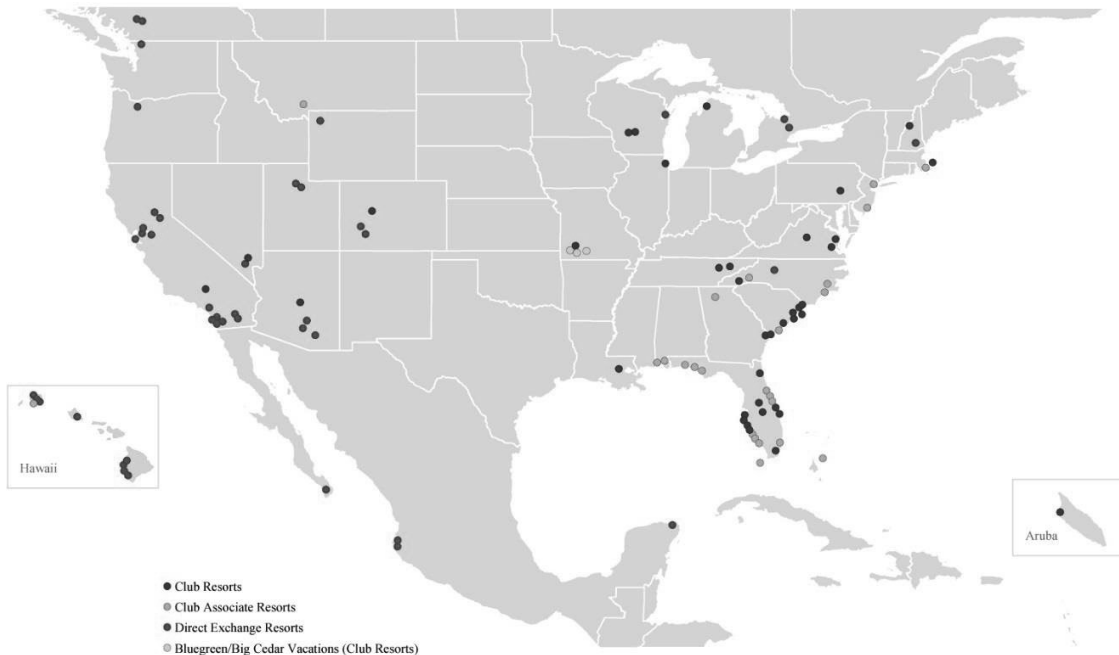 Hawaii
Aruba
Club Resorts
Club Associate Resorts
Direct Exchange Resorts
Bluegreen/Big Cedar Vacations (Club Resorts)